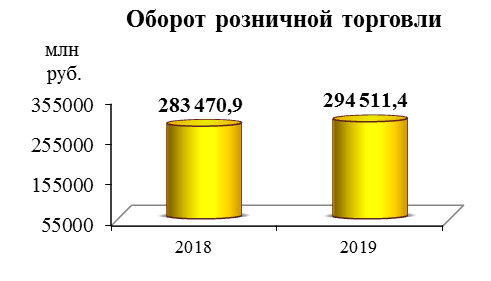 Оборот розничной торговли
млн
руб.
283 470,9
294 511,4
355000
255000
155000
55000
2018
2019